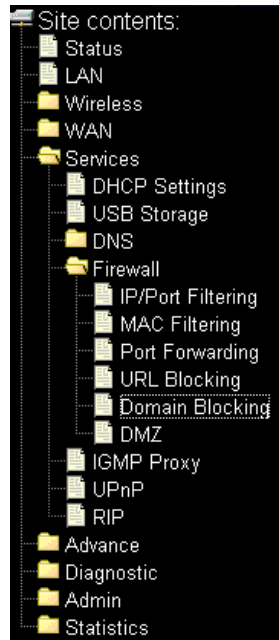 Site contents:
Status
LAN
Wireless
WAN
Services
DHCP Settings
USB Storage
DNS
Firewall
IP/Port Filtering
MAC Filtering
Port Forwarding
URL Blocking
Domain Blocking
DMZ
IGMP Proxy
UPnP
RIP
Advance
Diagnostic
Admin
Statistics